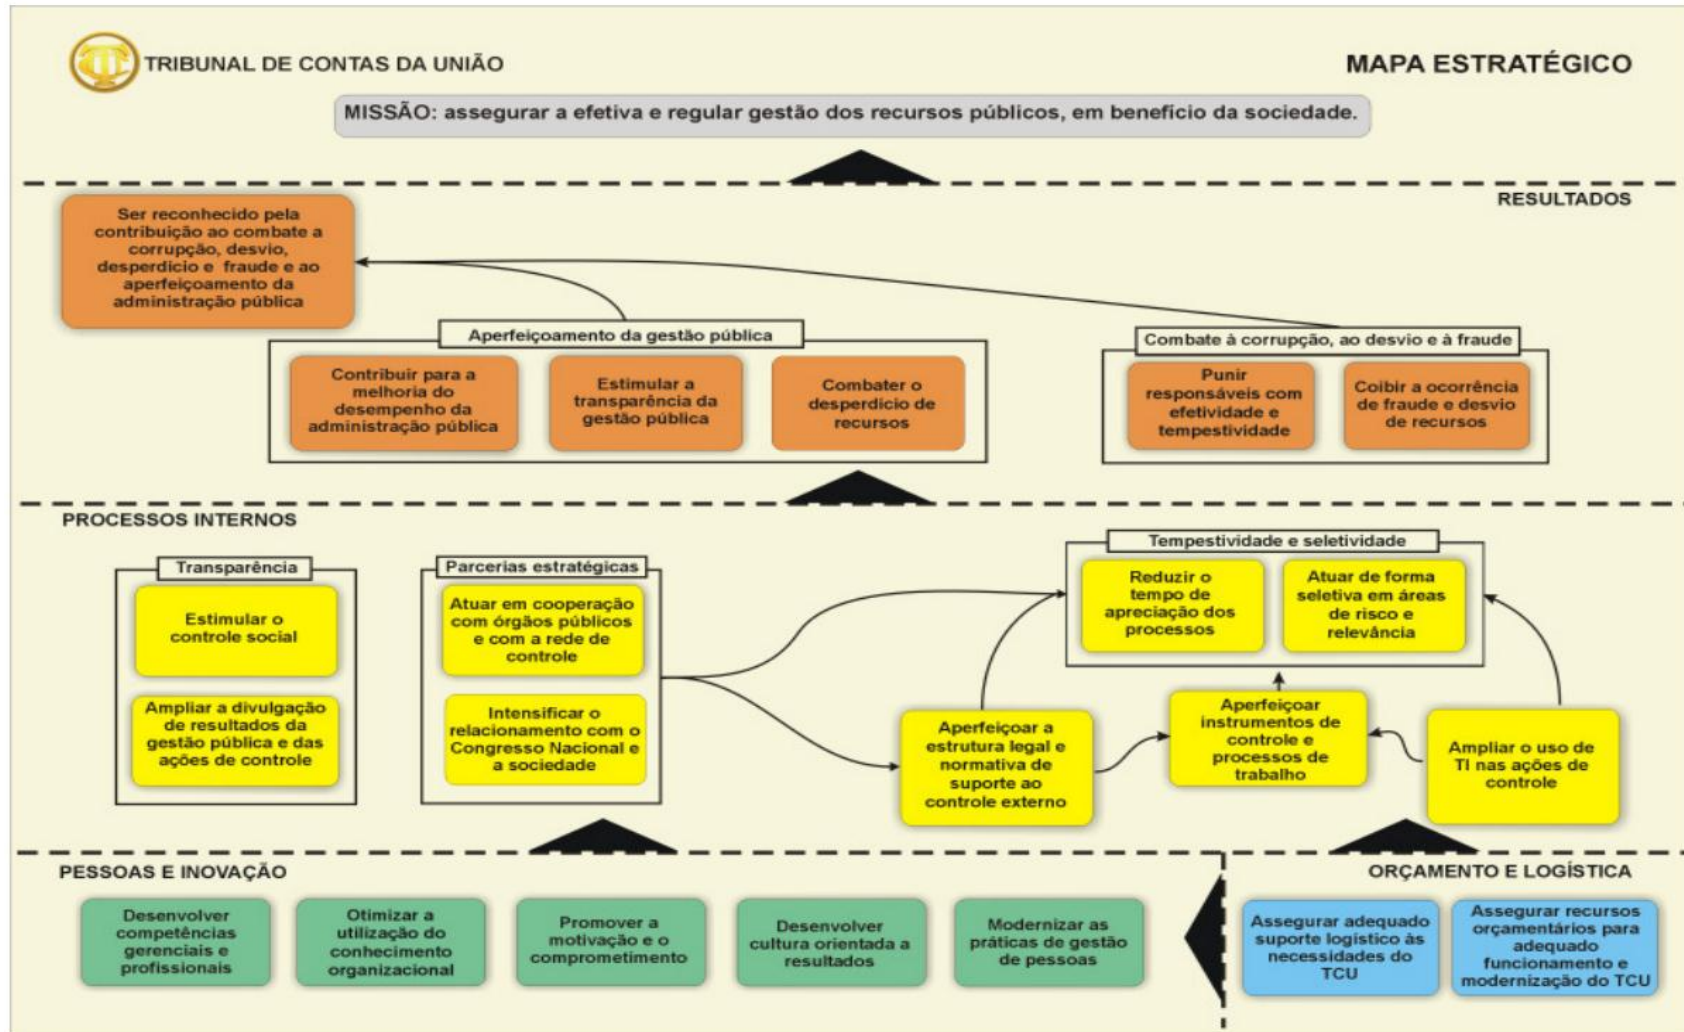 TRIBUNAL DE CONTAS DA UNIÃO
MAPA ESTRATÉGICO
MISSÃO: assegurar a efetiva e regular gestão dos recursos públicos, em benefício da sociedade.
RESULTADOS
Ser reconhecido pela
contribuição ao combate a
corrupção, desvio,
desperdício e fraude e ao
aperfeiçoamento da
administração pública
Aperfeiçoamento da gestão pública
Contribuir para a
melhoria do
desempenho da
administração pública
Estimular a
transparência da
gestão pública
Combater o
desperdício de
recursos
Combate à corrupção, ao desvio e à fraude
Punir
responsáveis com
efetividade e
tempestividade
Coibir a ocorrência
de fraude e desvio
de recursos
PROCESSOS INTERNOS
Transparência
Estimular o
controle social
Ampliar a divulgação
de resultados da
gestão pública e das
ações de controle
Parcerias estratégicas
Atuar em cooperação
com órgãos públicos
e com a rede de
controle
Intensificar o
relacionamento com o
Congresso Nacional e
a sociedade
Tempestividade e seletividade
Reduzir o
tempo de
apreciação dos
processos
Atuar de forma
seletiva em áreas
de risco e
relevância
Aperfeiçoar a
estrutura legal e
normativa de
suporte ao
controle externo
Aperfeiçoar
instrumentos de
controle e
processos de
trabalho
Ampliar o uso de
TI nas ações de
controle
PESSOAS E INOVAÇÃO
Desenvolver
competências
gerenciais e
profissionais
Otimizar a
utilização do
conhecimento
organizacional
Promover a
motivação e o
comprometimento
Desenvolver
cultura orientada a
resultados
Modernizar as
práticas de gestão
de pessoas
ORÇAMENTO E LOGÍSTICA
Assegurar adequado
suporte logístico às
necessidades do
TCU
Assegurar recursos
orçamentários para
adequado
funcionamento e
modernização do TCU